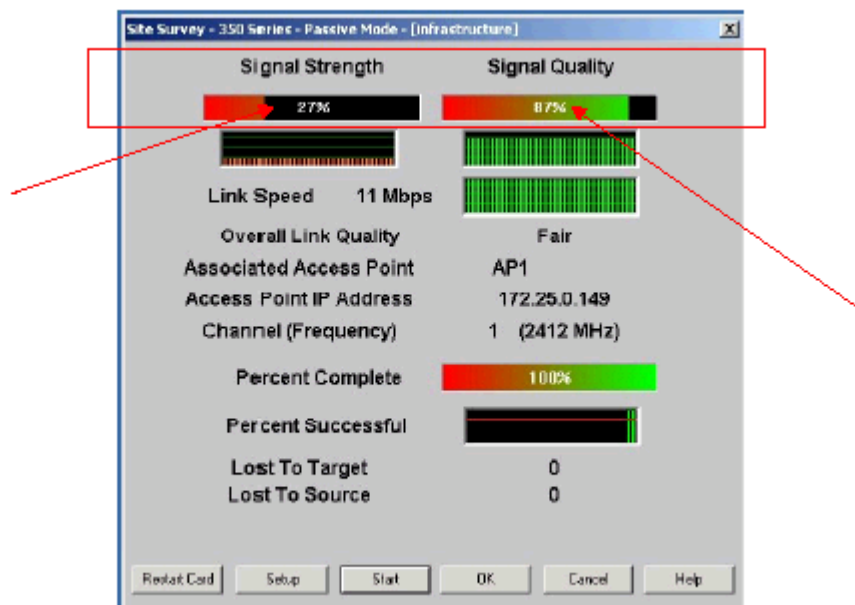 Site Survey - 350 Series - Passive Mode - [Infrastructure]
Signal Strength Signal Quality
27% 87%
Link Speed 11 Mbps
Overall Link Quality Fair
Associated Access Point AP1
Access Point IP Address 172.25.0.149
Channel (Frequency) 1 (2412 MHz)
Percent Complete 100%
Percent Successful
Lost To Target 0
Lost To Source 0
Restart Card Setup Start OK Cancel Help